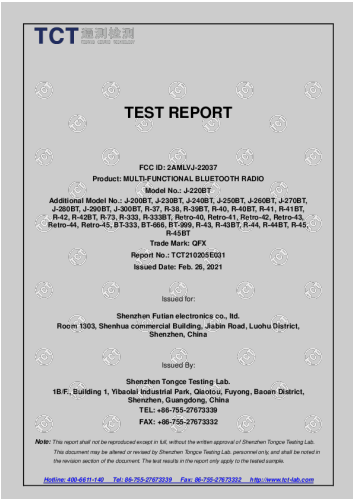 TCT 通测检测
TESTING CENTRE TECHNOLOGY
TEST REPORT
FCC ID: 2AMLVJ-22037
Product: MULTI-FUNCTIONAL BLUETOOTH RADIO
Model No.: J-220BT
Additional Model No.: J-200BT, J-230BT, J-240BT, J-250BT, J-260BT, J-270BT,
J-280BT, J-290BT, J-300BT, R-37, R-38, R-39BT, R-40, R-40BT, R-41, R-41BT,
R-42, R-42BT, R-73, R-333, R-333BT, Retro-40, Retro-41, Retro-42, Retro-43,
Retro-44, Retro-45, BT-333, BT-666, BT-999, R-43, R-43BT, R-44, R-44BT, R-45,
R-45BT
Trade Mark: QFX
Report No.: TCT210205E031
Issued Date: Feb. 26, 2021
Issued for:
Shenzhen Futian electronics co., ltd.
Room 1303, Shenhua commercial Building, Jiabin Road, Luohu District,
Shenzhen, China
Issued By:
Shenzhen Tongce Testing Lab.
1B/F., Building 1, Yibaolai Industrial Park, Qiaotou, Fuyong, Baoan District,
Shenzhen, Guangdong, China
TEL: +86-755-27673339
FAX: +86-755-27673332
Note: This report shall not be reproduced except in full, without the written approval of Shenzhen Tongce Testing Lab.
This document may be altered or revised by Shenzhen Tongce Testing Lab. personnel only, and shall be noted in
the revision section of the document. The test results in the report only apply to the tested sample.
Hotline: 400-6611-140 Tel: 86-755-27673339 Fax: 86-755-27673332 http://www.tct-lab.com